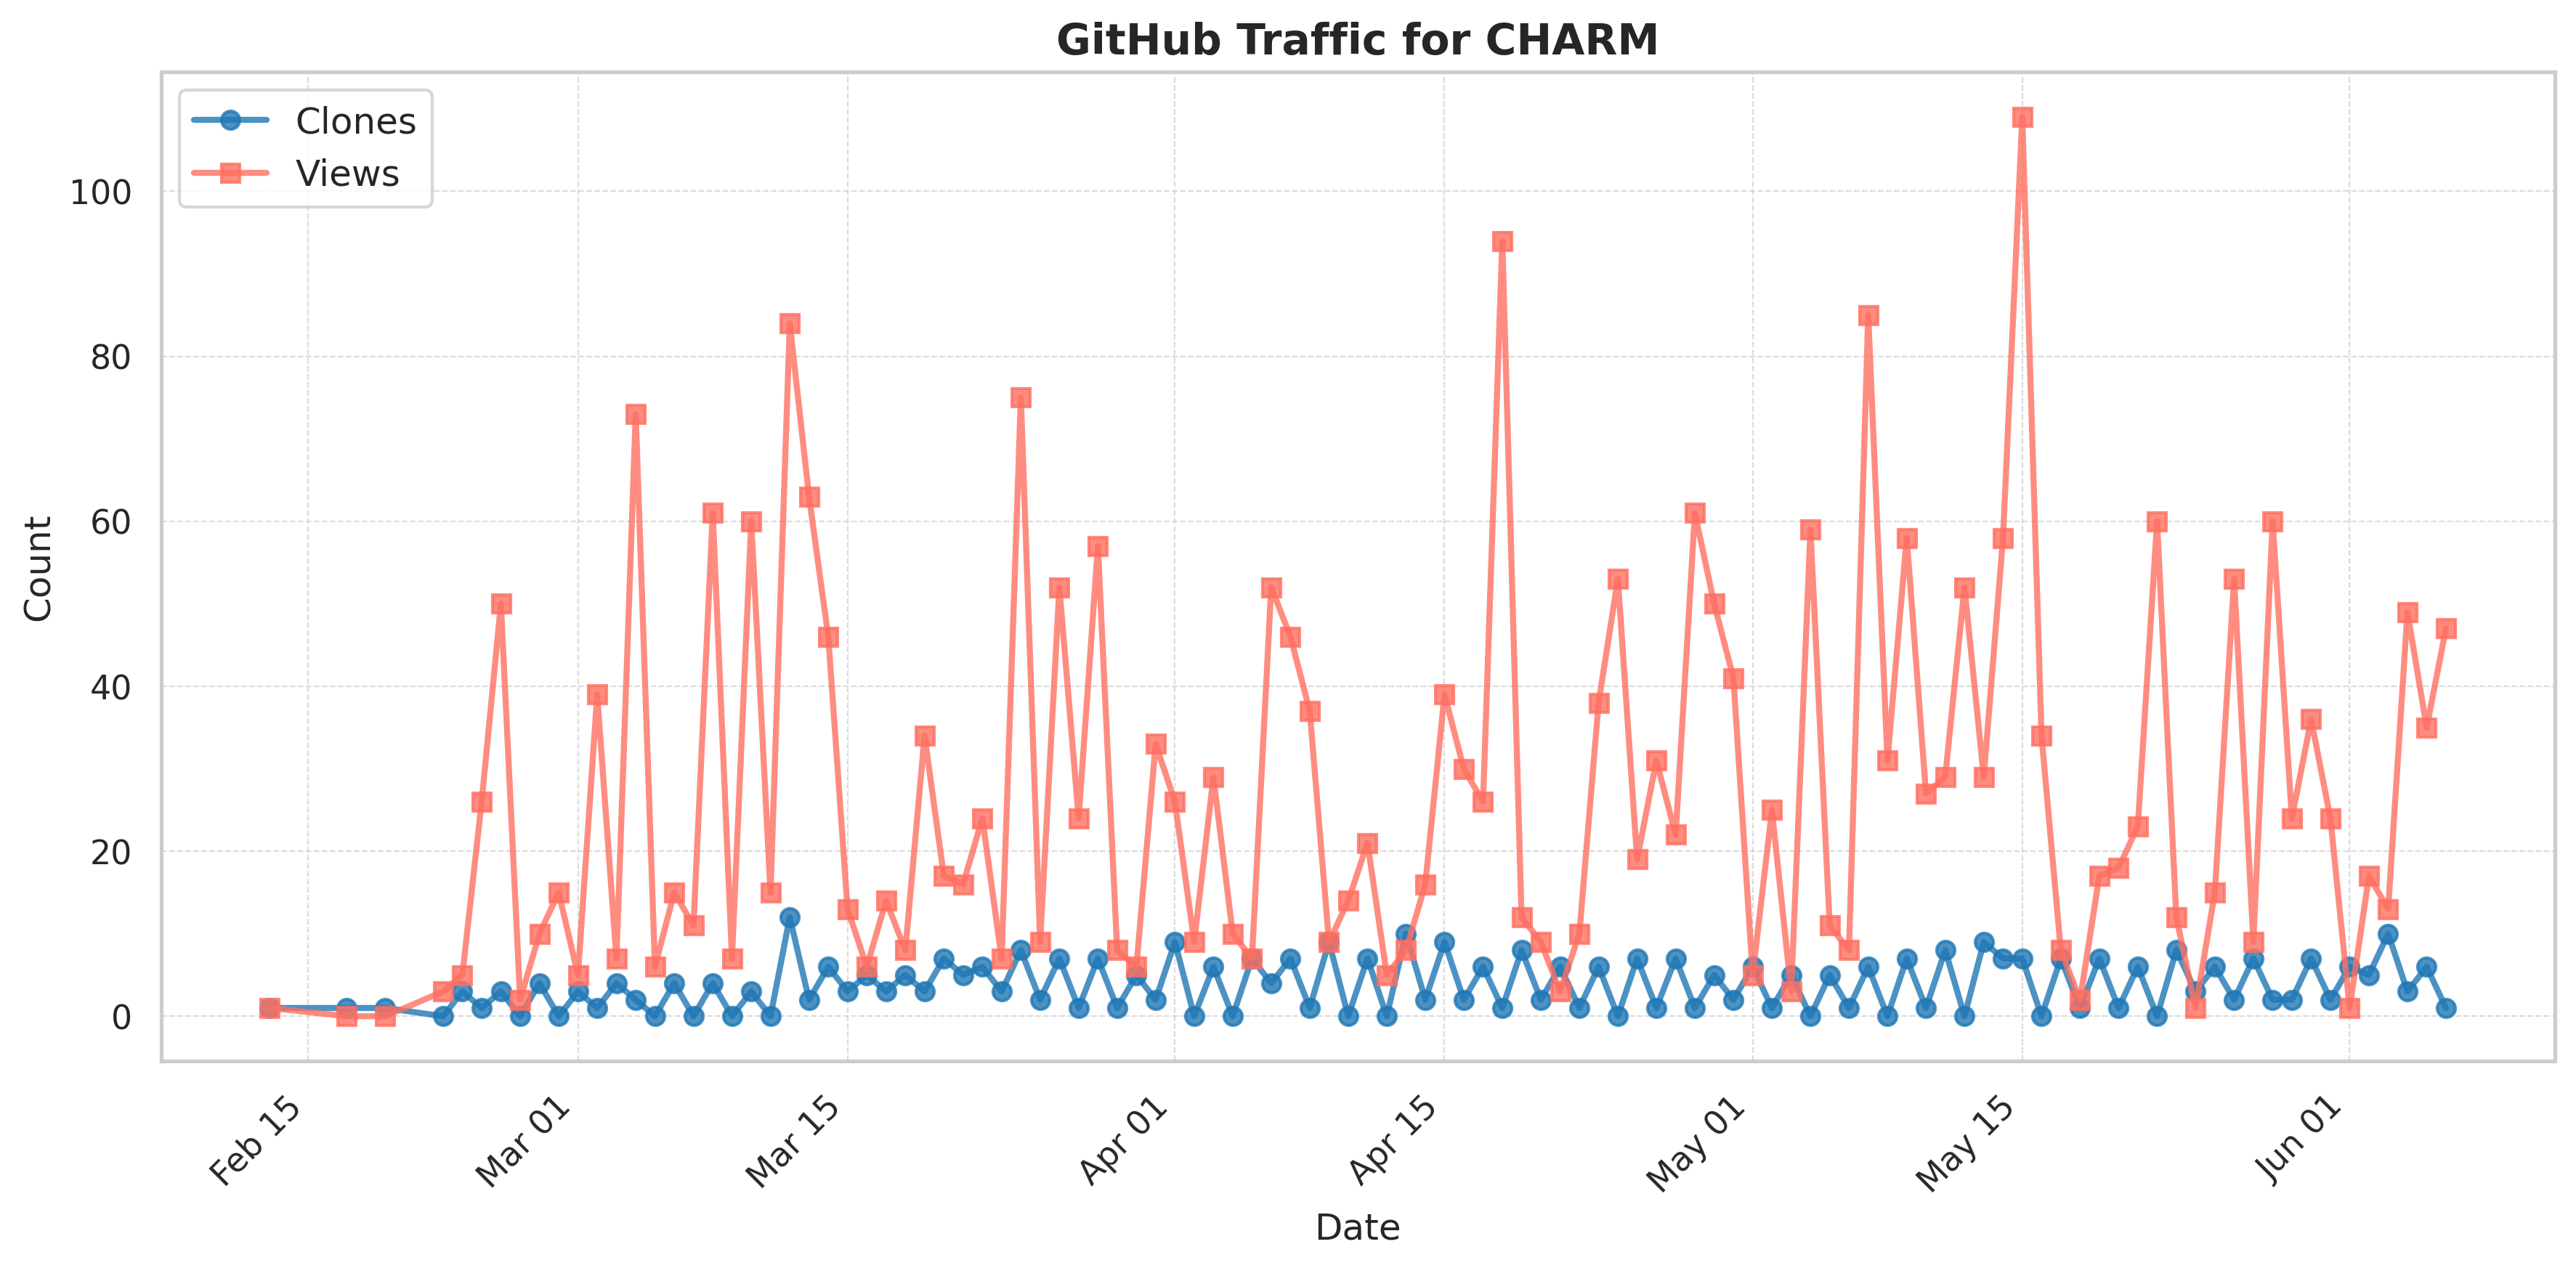 GitHub Traffic for CHARM
Clones
Views
Count
100
80
60
40
20
0
Feb 15
Mar 01
Mar 15
Apr 01
Apr 15
May 01
May 15
Jun 01
Date